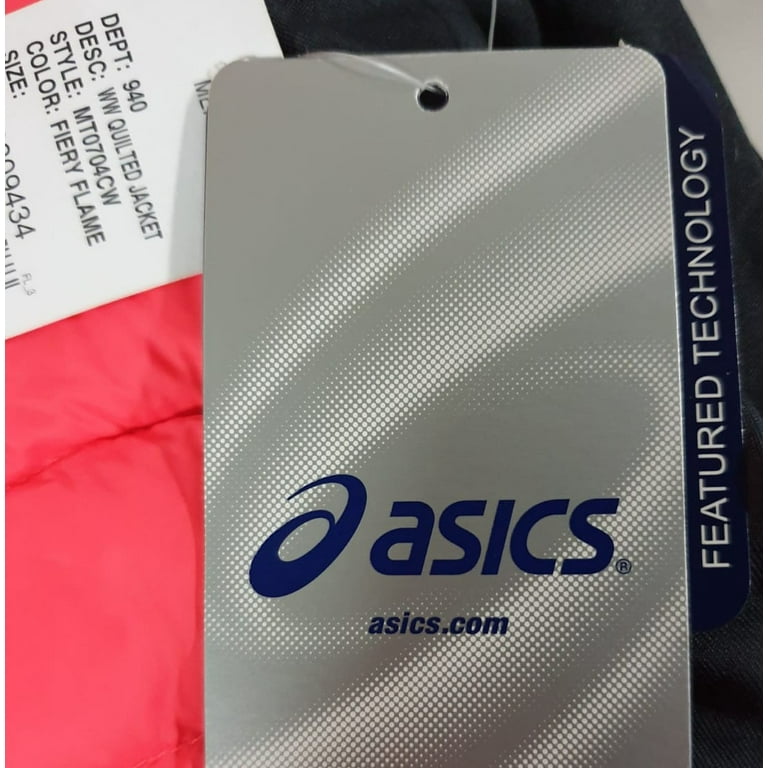 DEPT: 940
DESC: WW QUILTED JACKET
STYLE: MT0704CW
COLOR: FIERY FLAME
SIZE:
asics®
asics.com
FEATURED TECHNOLOGY